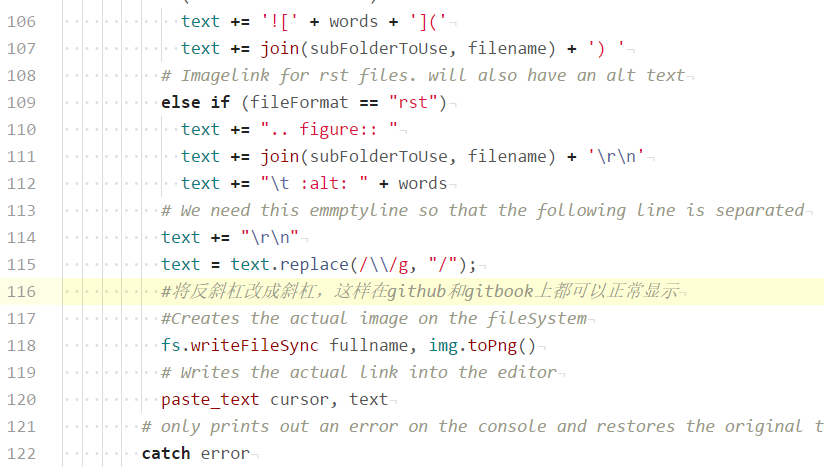 106 text += '![' + words + ']('
107 text += join(subFolderToUse, filename) + ') '
108 # Imagelink for rst files. will also have an alt text
109 else if (fileFormat == "rst")
110 text += ".. figure:: "
111 text += join(subFolderToUse, filename) + '\r\n'
112 text += "\t :alt: " + words
113 # We need this emmptyline so that the following line is separated
114 text += "\r\n"
115 text = text.replace(/\\/g, "/");
116 #将反斜杠改成斜杠，这样在github和gitbook上都可以正常显示
117 #Creates the actual image on the fileSystem
118 fs.writeFileSync fullname, img.toPng()
119 # Writes the actual link into the editor
120 paste_text cursor, text
121 # only prints out an error on the console and restores the original t
122 catch error